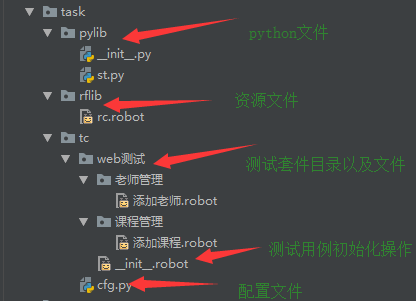 task
pylib
python文件
__init__.py
st.py
rflib
资源文件
rc.robot
tc
web测试
测试套件目录以及文件
老师管理
添加老师.robot
课程管理
添加课程.robot
测试用例初始化操作
__init__.robot
cfg.py
配置文件